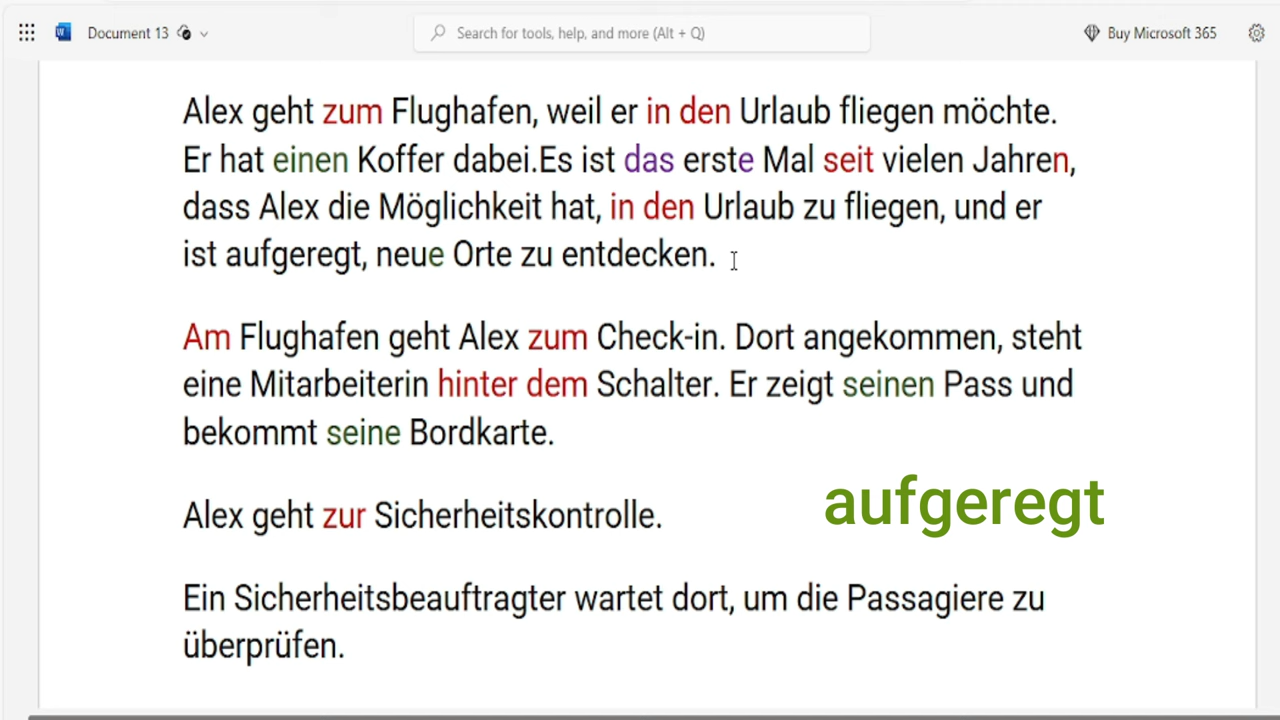 Document 13
Search for tools, help, and more (Alt + Q)
Buy Microsoft 365
Alex geht zum Flughafen, weil er in den Urlaub fliegen möchte.
Er hat einen Koffer dabei.Es ist das erste Mal seit vielen Jahren,
dass Alex die Möglichkeit hat, in den Urlaub zu fliegen, und er
ist aufgeregt, neue Orte zu entdecken.
Am Flughafen geht Alex zum Check-in. Dort angekommen, steht
eine Mitarbeiterin hinter dem Schalter. Er zeigt seinen Pass und
bekommt seine Bordkarte.
Alex geht zur Sicherheitskontrolle.
aufgeregt
Ein Sicherheitsbeauftragter wartet dort, um die Passagiere zu
überprüfen.